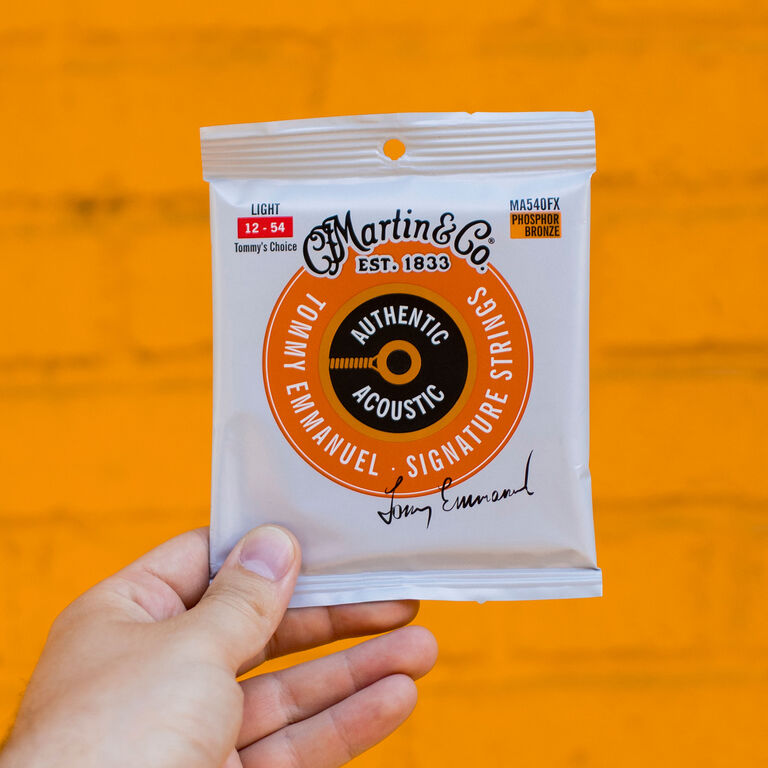 LIGHT
12 - 54
Tommy's Choice
MA540FX
PHOSPHOR
BRONZE
CF Martin & Co.®
EST. 1833
AUTHENTIC
ACOUSTIC
TOMMY EMMANUEL · SIGNATURE STRINGS
Tommy Emmanuel